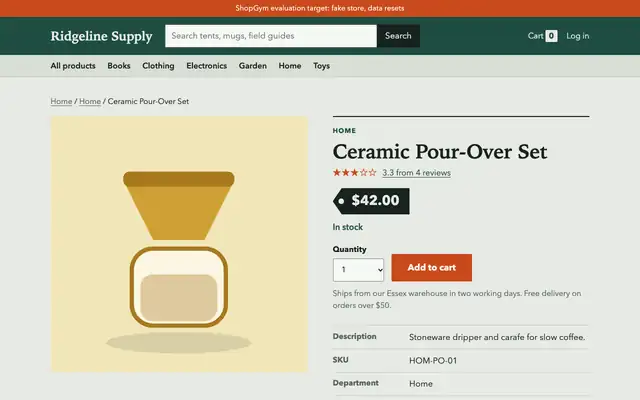 ShopGym evaluation target: fake store, data resets
Ridgeline Supply
Search tents, mugs, field guides
Search
Cart 0
Log in
All products Books Clothing Electronics Garden Home Toys
Home / Home / Ceramic Pour-Over Set
HOME
Ceramic Pour-Over Set
★★★☆☆ 3.3 from 4 reviews
$42.00
In stock
Quantity
1
Add to cart
Ships from our Essex warehouse in two working days. Free delivery on
orders over $50.
Description Stoneware dripper and carafe for slow coffee.
SKU HOM-PO-01
Department Home